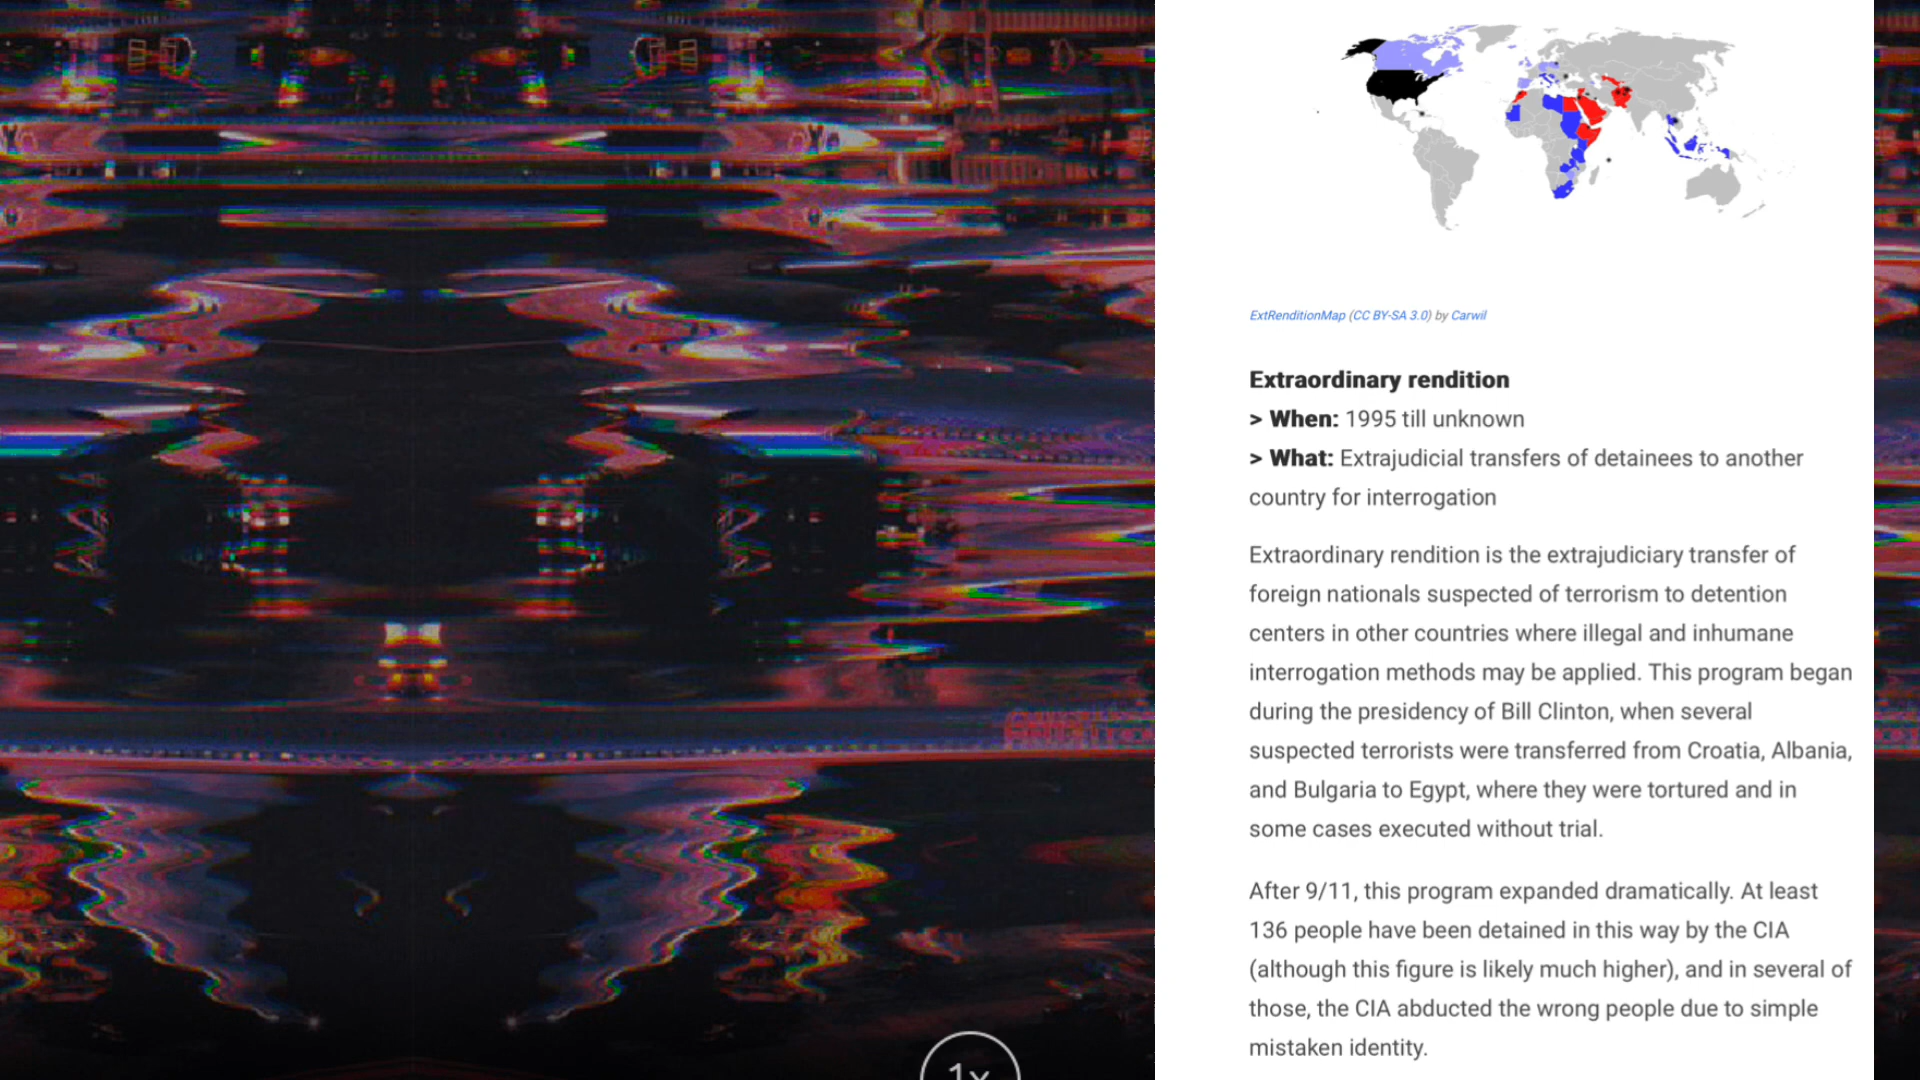 ExtRenditionMap (CC BY-SA 3.0) by Carwil
Extraordinary rendition
> When: 1995 till unknown
> What: Extrajudicial transfers of detainees to another
country for interrogation
Extraordinary rendition is the extrajudiciary transfer of
foreign nationals suspected of terrorism to detention
centers in other countries where illegal and inhumane
interrogation methods may be applied. This program began
during the presidency of Bill Clinton, when several
suspected terrorists were transferred from Croatia, Albania,
and Bulgaria to Egypt, where they were tortured and in
some cases executed without trial.
After 9/11, this program expanded dramatically. At least
136 people have been detained in this way by the CIA
(although this figure is likely much higher), and in several of
those, the CIA abducted the wrong people due to simple
mistaken identity.
1x